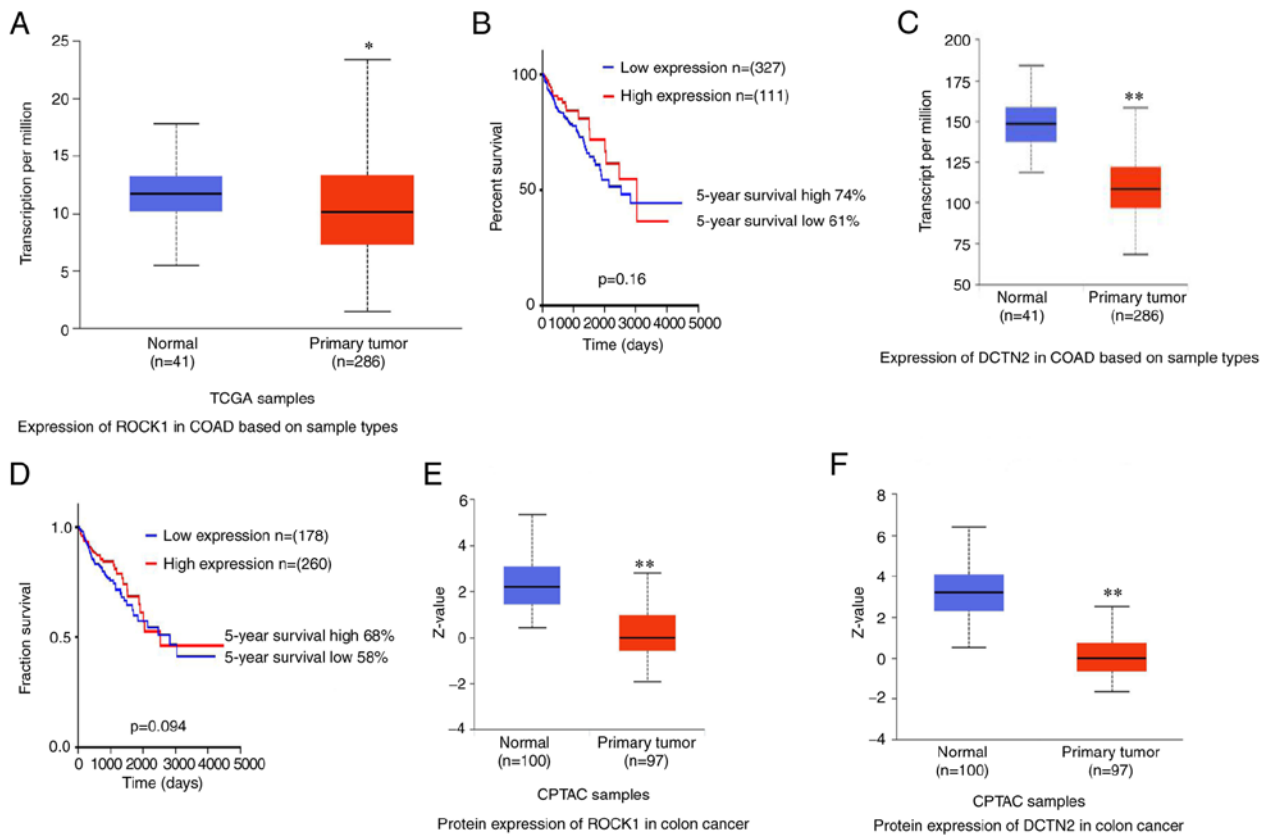 A
25
20
15
10
5
0
Transcription per million
*
Normal
(n=41)
Primary tumor
(n=286)
TCGA samples
Expression of ROCK1 in COAD based on sample types
B
100
50
0
Percent survival
Low expression n=(327)
High expression n=(111)
5-year survival high 74%
5-year survival low 61%
p=0.16
0 1000 2000 3000 4000 5000
Time (days)
C
200
175
150
125
100
75
50
Transcript per million
**
Normal
(n=41)
Primary tumor
(n=286)
Expression of DCTN2 in COAD based on sample types
D
1.0
0.5
0.0
Fraction survival
Low expression n=(178)
High expression n=(260)
5-year survival high 68%
5-year survival low 58%
p=0.094
0 1000 2000 3000 4000 5000
Time (days)
E
6
4
2
0
−2
−4
Z-value
**
Normal
(n=100)
Primary tumor
(n=97)
CPTAC samples
Protein expression of ROCK1 in colon cancer
F
8
6
4
2
0
−2
−4
Z-value
**
Normal
(n=100)
Primary tumor
(n=97)
CPTAC samples
Protein expression of DCTN2 in colon cancer